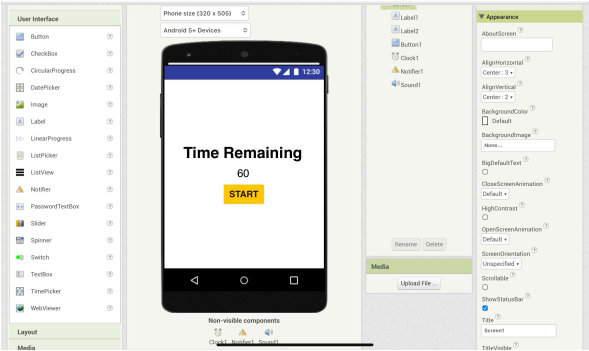 User Interface
Button
CheckBox
CircularProgress
DatePicker
Image
Label
LinearProgress
ListPicker
ListView
Notifier
PasswordTextBox
Slider
Spinner
Switch
TextBox
TimePicker
WebViewer
Layout
Media
Phone size (320 x 505)
Android 5+ Devices
12:30
Time Remaining
60
START
Non-visible components
Clock1 Notifier1 Sound1
Label1
Label2
Button1
Clock1
Notifier1
Sound1
Rename Delete
Media
Upload File ...
Appearance
AboutScreen
AlignHorizontal
Center : 3
AlignVertical
Center : 2
BackgroundColor
Default
BackgroundImage
None...
BigDefaultText
CloseScreenAnimation
Default
HighContrast
OpenScreenAnimation
Default
ScreenOrientation
Unspecified
Scrollable
ShowStatusBar
Title
Screen1
TitleVisible